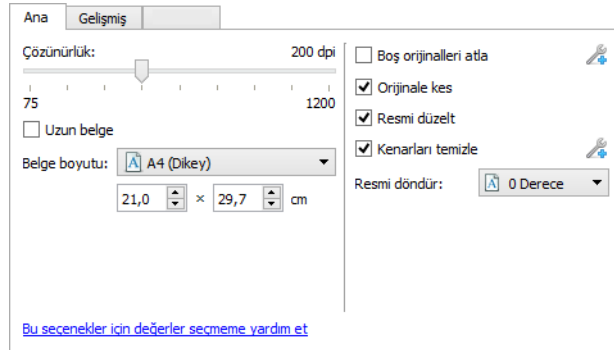 Ana
Gelişmiş
Çözünürlük:
200 dpi
75
1200
Uzun belge
Belge boyutu:
A4 (Dikey)
21,0 × 29,7 cm
Boş orijinalleri atla
Orijinale kes
Resmi düzelt
Kenarları temizle
Resmi döndür:
0 Derece
Bu seçenekler için değerler seçmeme yardım et